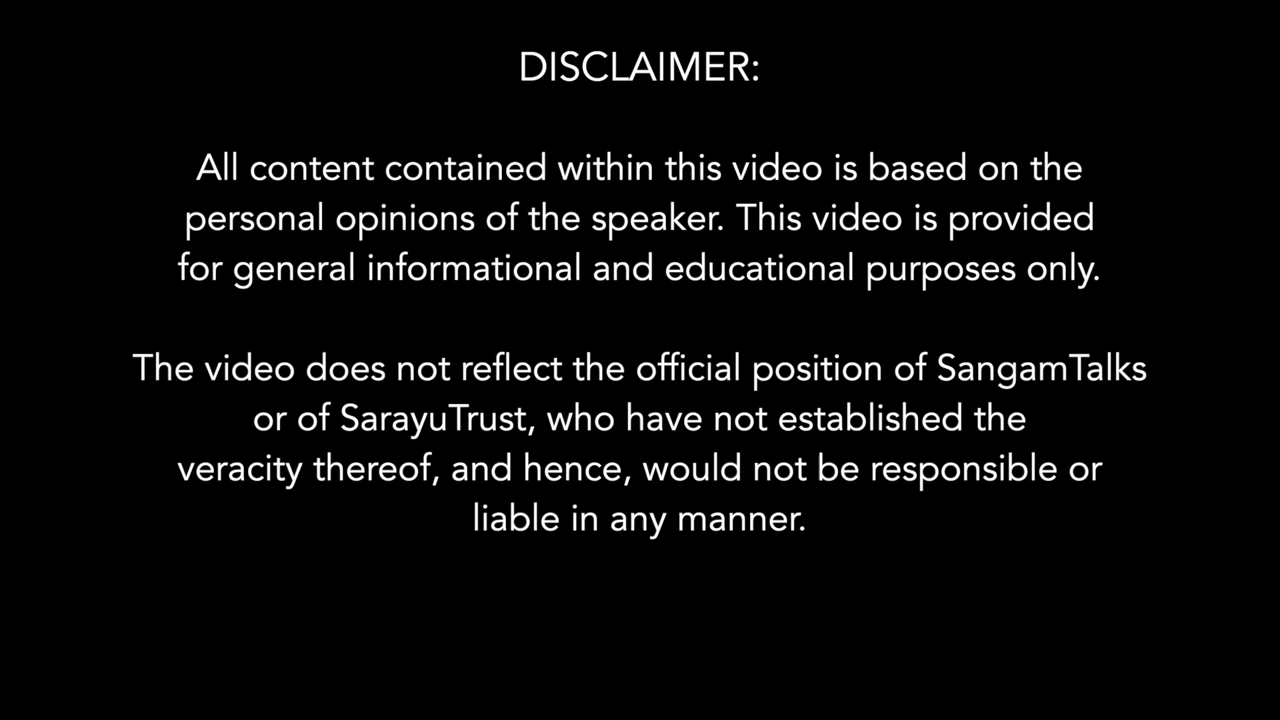 DISCLAIMER:
All content contained within this video is based on the
personal opinions of the speaker. This video is provided
for general informational and educational purposes only.
The video does not reflect the official position of SangamTalks
or of SarayuTrust, who have not established the
veracity thereof, and hence, would not be responsible or
liable in any manner.